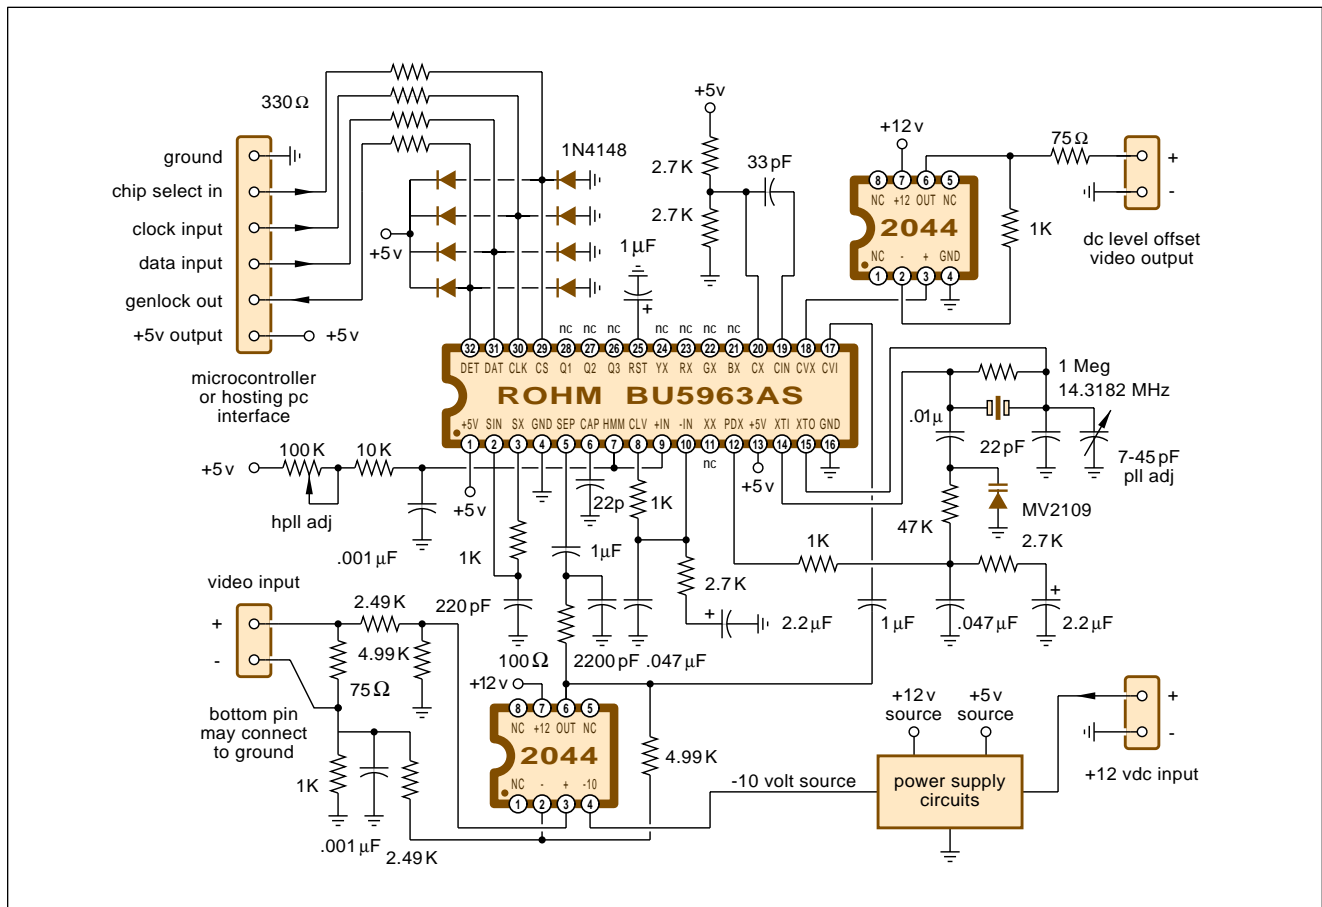 330Ω
ground
chip select in
clock input
data input
genlock out
+5v output
+5v
microcontroller
or hosting pc
interface
1N4148
+5v
1µF
+
+5v
2.7K
33pF
2.7K
+12v
8 7 6 5
NC +12 OUT NC
2044
NC - + GND
1 2 3 4
75Ω
+
-
1K
dc level offset
video output
nc nc nc nc nc nc nc
32 31 30 29 28 27 26 25 24 23 22 21 20 19 18 17
DET DAT CLK CS Q1 Q2 Q3 RST YX RX GX BX CX CIN CVX CVI
ROHM BU5963AS
+5V SIN SX GND SEP CAP HMM CLV +IN -IN XX PDX +5V XTI XTO GND
1 2 3 4 5 6 7 8 9 10 11 12 13 14 15 16
nc
+5v
+5v
1 Meg
14.3182 MHz
.01µ
22pF
7-45pF
pll adj
MV2109
47K
+5v
100K
10K
hpll adj
.001µF
22p
1K
1K
1µF
2.7K
1K
2.7K
220pF
+
2.2µF
1µF
.047µF
+
2.2µF
2200pF
.047µF
100Ω
video input
+
-
2.49K
4.99K
75Ω
bottom pin
may connect
to ground
1K
.001µF
2.49K
+12v
8 7 6 5
NC +12 OUT NC
2044
NC - + -10
1 2 3 4
4.99K
-10 volt source
+12v
source
+5v
source
power supply
circuits
+
-
+12 vdc input